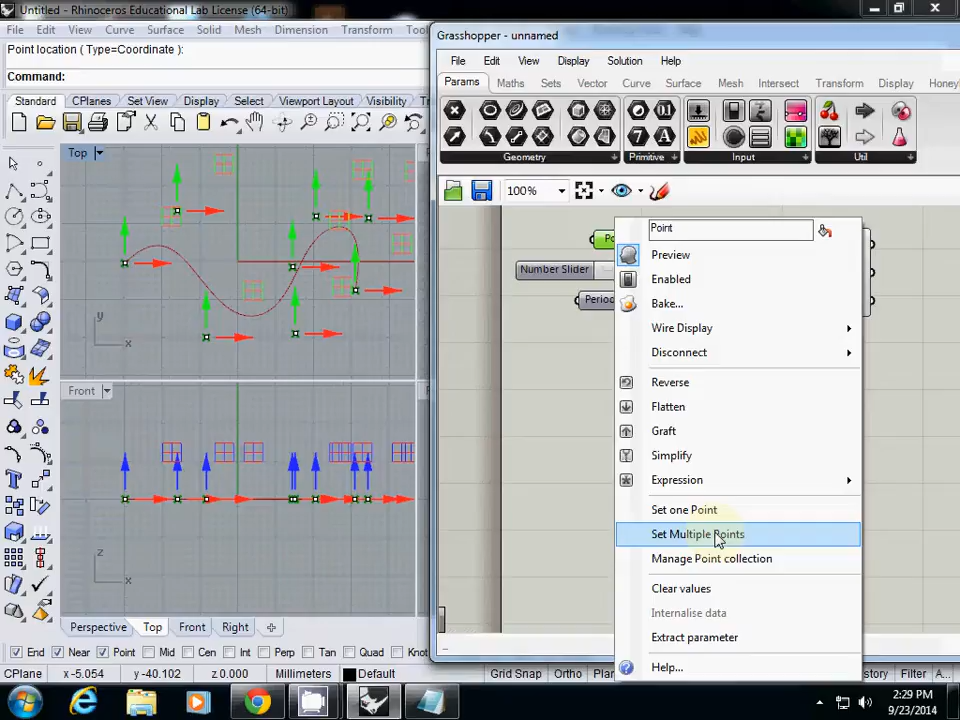 Untitled - Rhinoceros Educational Lab License (64-bit)
File Edit View Curve Surface Solid Mesh Dimension Transform
Point location ( Type=Coordinate ):
Command:
Standard CPlanes Set View Display Select Viewport Layout Visibility
Top
y
x
Front
z
x
Perspective Top Front Right
End Near Point Mid Cen Int Perp Tan Quad
CPlane x -5.054 y -40.102 z 0.000 Millimeters Default Grid Snap Ortho Filter
Grasshopper - unnamed
File Edit View Display Solution Help
Params Maths Sets Vector Curve Surface Mesh Intersect Transform Display
Geometry Primitive Input Util
100%
Number Slider
Point
Preview
Enabled
Bake...
Wire Display
Disconnect
Reverse
Flatten
Graft
Simplify
Expression
Set one Point
Set Multiple Points
Manage Point collection
Clear values
Internalise data
Extract parameter
Help...
2:29 PM
9/23/2014